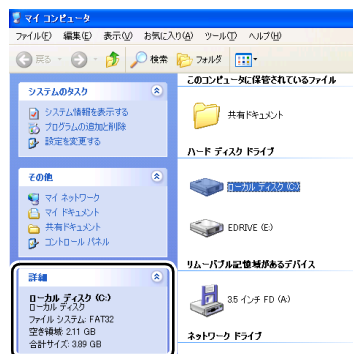 マイ コンピュータ
ファイル(F) 編集(E) 表示(V) お気に入り(A) ツール(T) ヘルプ(H)
戻る 検索 フォルダ
システムのタスク
システム情報を表示する
プログラムの追加と削除
設定を変更する
その他
マイ ネットワーク
マイ ドキュメント
共有ドキュメント
コントロール パネル
詳細
ローカル ディスク (C:)
ローカル ディスク
ファイル システム: FAT32
空き領域: 2.11 GB
合計サイズ: 3.89 GB
このコンピュータに保管されているファイル
共有ドキュメント
ハード ディスク ドライブ
ローカル ディスク (C:)
EDRIVE (E:)
リムーバブル記憶域があるデバイス
3.5 インチ FD (A:)
ネットワーク ドライブ